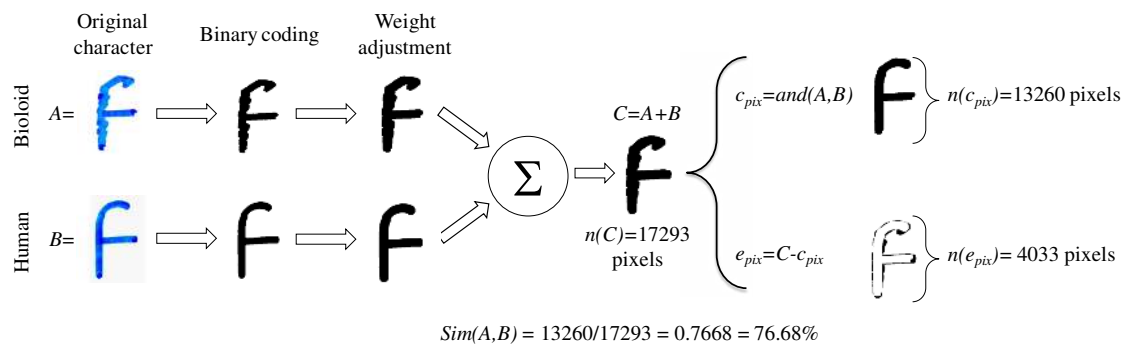 Original character
Binary coding
Weight adjustment
Bioloid
A=
C=A+B
c_pix=and(A,B)
n(c_pix)=13260 pixels
Σ
Human
B=
n(C)=17293 pixels
e_pix=C-c_pix
n(e_pix)= 4033 pixels
Sim(A,B) = 13260/17293 = 0.7668 = 76.68%